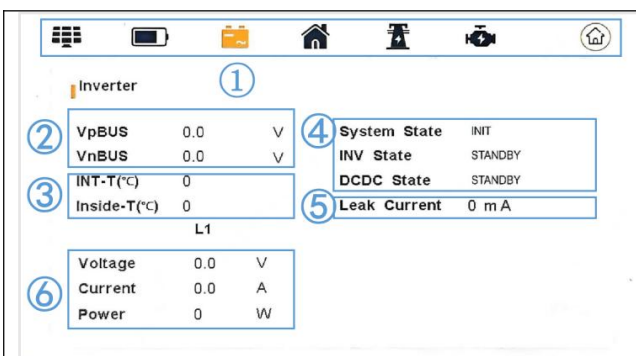 ①
Inverter
② VpBUS 0.0 V
VnBUS 0.0 V
③ INT-T(℃) 0
Inside-T(℃) 0
④ System State INIT
INV State STANDBY
DCDC State STANDBY
⑤ Leak Current 0 mA
L1
⑥ Voltage 0.0 V
Current 0.0 A
Power 0 W